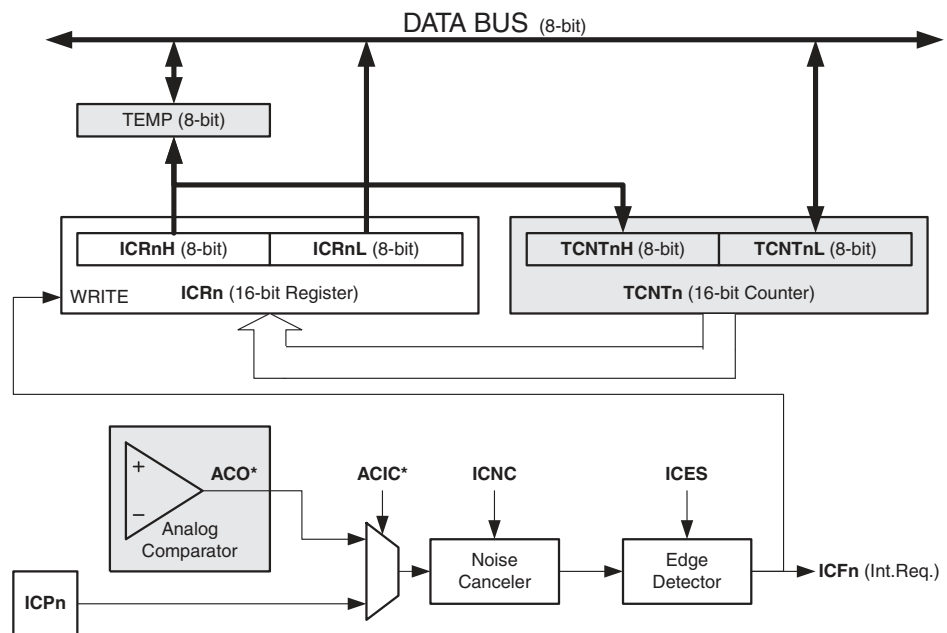 DATA BUS (8-bit)
TEMP (8-bit)
ICRnH (8-bit)
ICRnL (8-bit)
TCNTnH (8-bit)
TCNTnL (8-bit)
WRITE
ICRn (16-bit Register)
TCNTn (16-bit Counter)
+
−
ACO*
Analog
Comparator
ACIC*
ICNC
ICES
Noise
Canceler
Edge
Detector
ICFn (Int.Req.)
ICPn